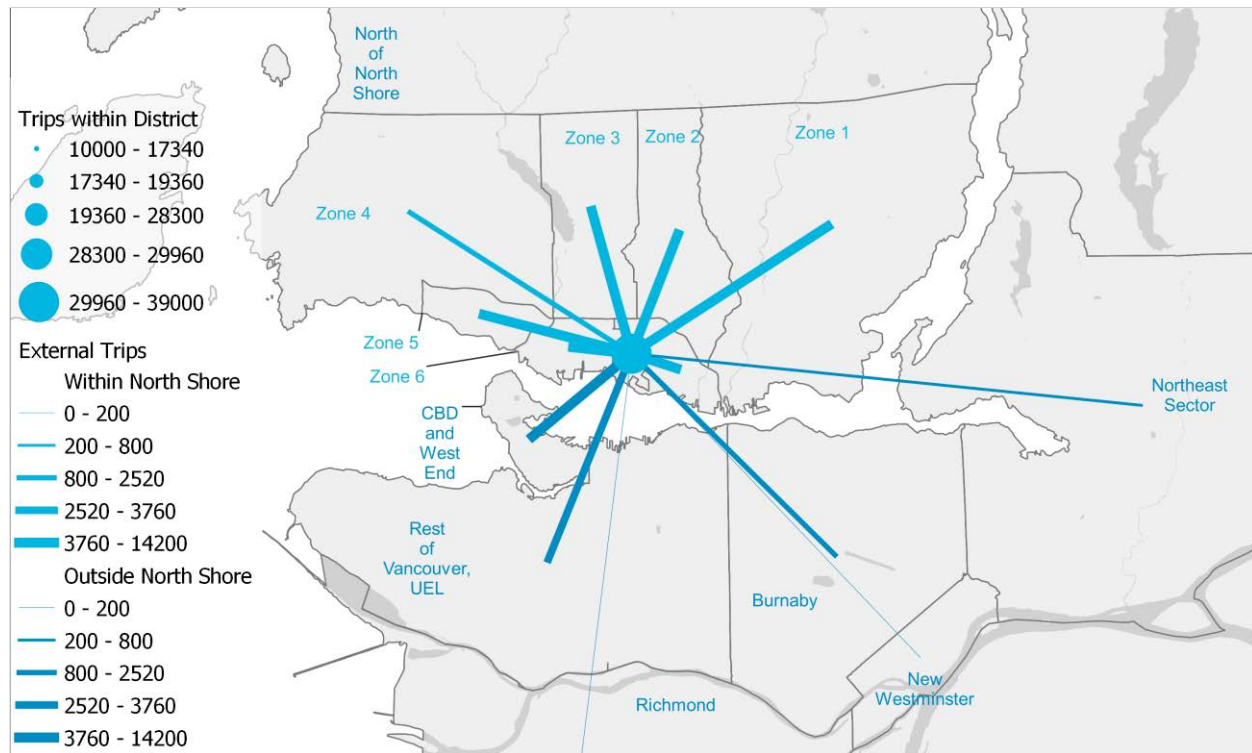 North
of
North
Shore
Zone 3
Zone 2
Zone 1
Zone 4
Zone 5
Zone 6
CBD
and
West
End
Northeast
Sector
Rest
of
Vancouver,
UEL
Burnaby
New
Westminster
Richmond
Trips within District
10000 - 17340
17340 - 19360
19360 - 28300
28300 - 29960
29960 - 39000
External Trips
Within North Shore
0 - 200
200 - 800
800 - 2520
2520 - 3760
3760 - 14200
Outside North Shore
0 - 200
200 - 800
800 - 2520
2520 - 3760
3760 - 14200